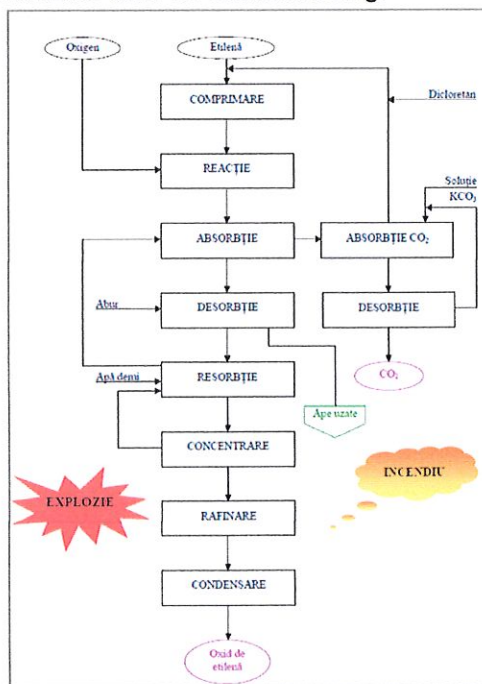 Oxigen
Etilenă
COMPRIMARE
Dicloretan
REACȚIE
Soluție
KCO3
ABSORBȚIE
ABSORBȚIE CO2
Abur
DESORBȚIE
DESORBȚIE
Apă demi
RESORBȚIE
CO2
Ape uzate
CONCENTRARE
EXPLOZIE
INCENDIU
RAFINARE
CONDENSARE
Oxid de
etilenă